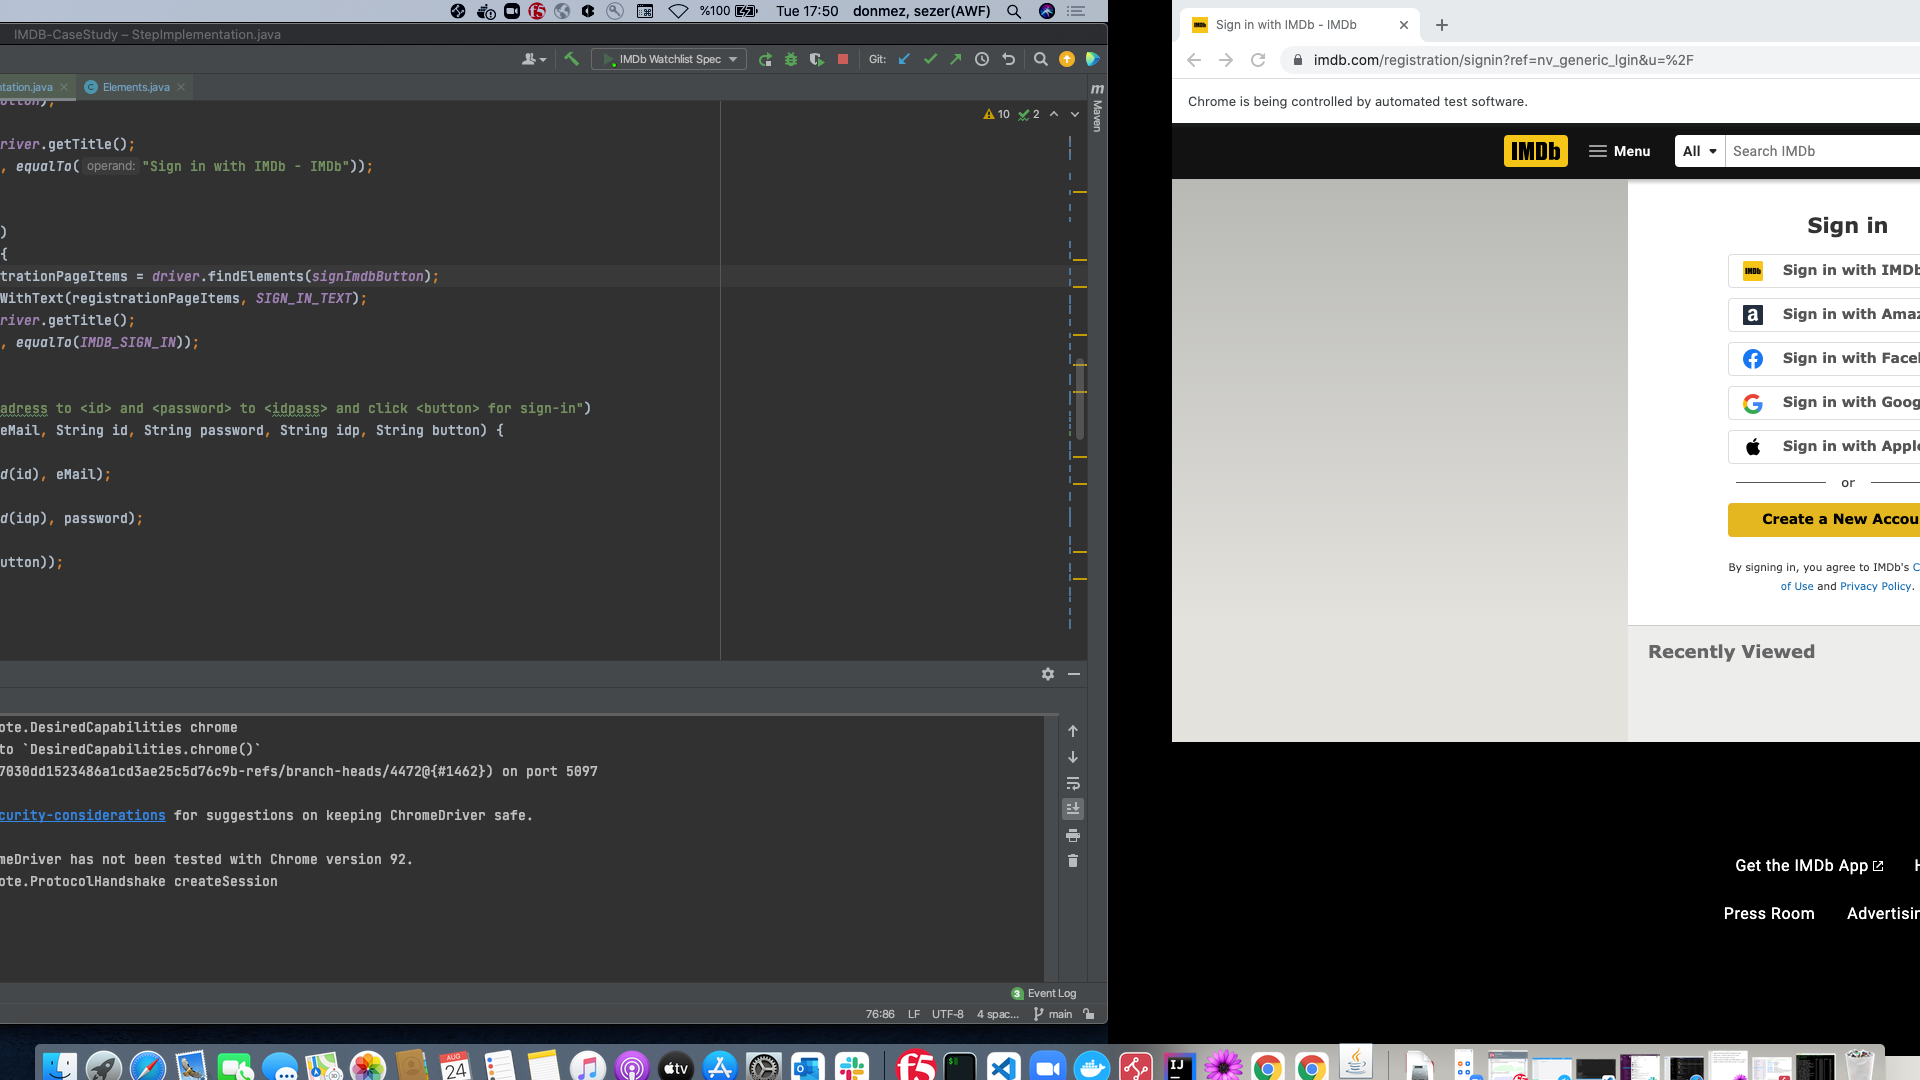 %100
Tue 17:50
donmez, sezer(AWF)
IMDB-CaseStudy – StepImplementation.java
IMDb Watchlist Spec
Git:
ntation.java
Elements.java
10
2
Maven
river.getTitle();
, equalTo( operand: "Sign in with IMDb - IMDb"));
)
{
trationPageItems = driver.findElements(signImdbButton);
WithText(registrationPageItems, SIGN_IN_TEXT);
river.getTitle();
, equalTo(IMDB_SIGN_IN));
adress to <id> and <password> to <idpass> and click <button> for sign-in")
eMail, String id, String password, String idp, String button) {
d(id), eMail);
d(idp), password);
utton));
ote.DesiredCapabilities chrome
to `DesiredCapabilities.chrome()`
7030dd1523486a1cd3ae25c5d76c9b-refs/branch-heads/4472@{#1462}) on port 5097
curity-considerations for suggestions on keeping ChromeDriver safe.
meDriver has not been tested with Chrome version 92.
ote.ProtocolHandshake createSession
3 Event Log
76:86 LF UTF-8 4 spac... main
Sign in with IMDb - IMDb
imdb.com/registration/signin?ref=nv_generic_lgin&u=%2F
Chrome is being controlled by automated test software.
IMDb
Menu
All
Search IMDb
Sign in
Sign in with IMDb
Sign in with Amaz
Sign in with Facel
Sign in with Goog
Sign in with Apple
or
Create a New Accou
By signing in, you agree to IMDb's C
of Use and Privacy Policy.
Recently Viewed
Get the IMDb App
H
Press Room
Advertisin
AUG
24
tv
IJ